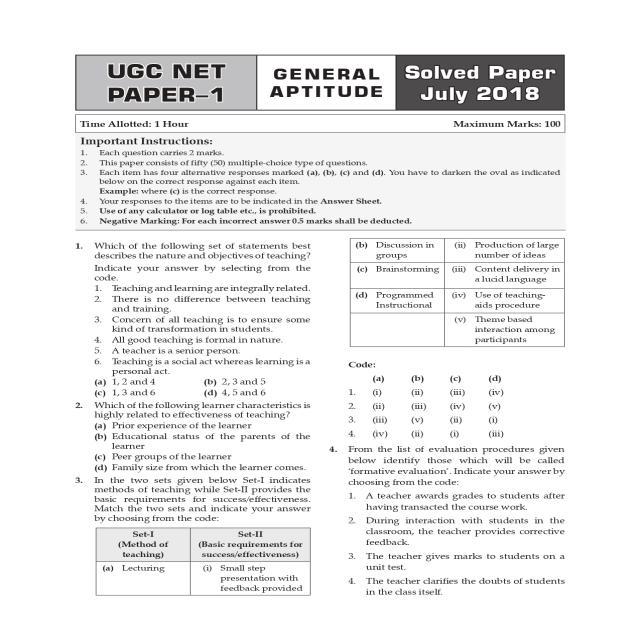 UGC NET
PAPER–1
GENERAL
APTITUDE
Solved Paper
July 2018
Time Allotted: 1 Hour Maximum Marks: 100
Important Instructions:
1. Each question carries 2 marks.
2. This paper consists of fifty (50) multiple-choice type of questions.
3. Each item has four alternative responses marked (a), (b), (c) and (d). You have to darken the oval as indicated
below on the correct response against each item.
Example: where (c) is the correct response.
4. Your responses to the items are to be indicated in the Answer Sheet.
5. Use of any calculator or log table etc., is prohibited.
6. Negative Marking: For each incorrect answer 0.5 marks shall be deducted.
1. Which of the following set of statements best
describes the nature and objectives of teaching?
Indicate your answer by selecting from the
code.
1. Teaching and learning are integrally related.
2. There is no difference between teaching
and training.
3. Concern of all teaching is to ensure some
kind of transformation in students.
4. All good teaching is formal in nature.
5. A teacher is a senior person.
6. Teaching is a social act whereas learning is a
personal act.
(a) 1, 2 and 4 (b) 2, 3 and 5
(c) 1, 3 and 6 (d) 4, 5 and 6
2. Which of the following learner characteristics is
highly related to effectiveness of teaching?
(a) Prior experience of the learner
(b) Educational status of the parents of the
learner
(c) Peer groups of the learner
(d) Family size from which the learner comes.
3. In the two sets given below Set-I indicates
methods of teaching while Set-II provides the
basic requirements for success/effectiveness.
Match the two sets and indicate your answer
by choosing from the code:
Set-I Set-II
(Method of (Basic requirements for
teaching) success/effectiveness)
(a) Lecturing (i) Small step
presentation with
feedback provided
(b) Discussion in (ii) Production of large
groups number of ideas
(c) Brainstorming (iii) Content delivery in
a lucid language
(d) Programmed (iv) Use of teaching-
Instructional aids procedure
(v) Theme based
interaction among
participants
Code:
(a) (b) (c) (d)
1. (i) (ii) (iii) (iv)
2. (ii) (iii) (iv) (v)
3. (iii) (v) (ii) (i)
4. (iv) (ii) (i) (iii)
4. From the list of evaluation procedures given
below identify those which will be called
'formative evaluation'. Indicate your answer by
choosing from the code:
1. A teacher awards grades to students after
having transacted the course work.
2. During interaction with students in the
classroom, the teacher provides corrective
feedback.
3. The teacher gives marks to students on a
unit test.
4. The teacher clarifies the doubts of students
in the class itself.